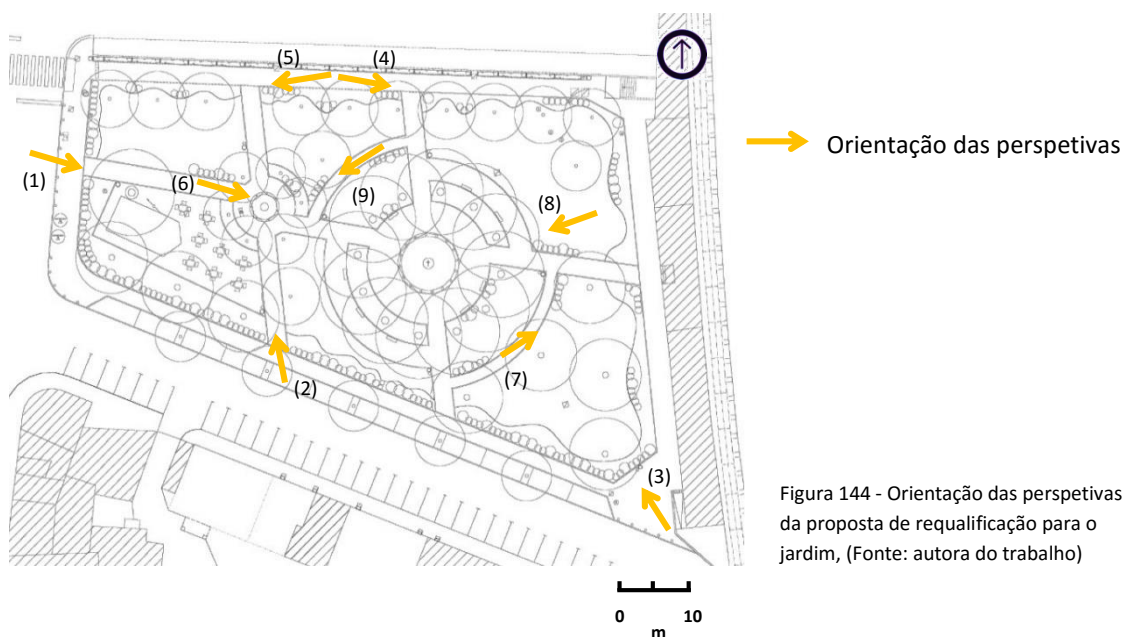 (5)
(4)
(1)
(6)
(9)
(8)
(2)
(7)
(3)
Orientação das perspetivas
Figura 144 - Orientação das perspetivas
da proposta de requalificação para o
jardim, (Fonte: autora do trabalho)
0 10
m